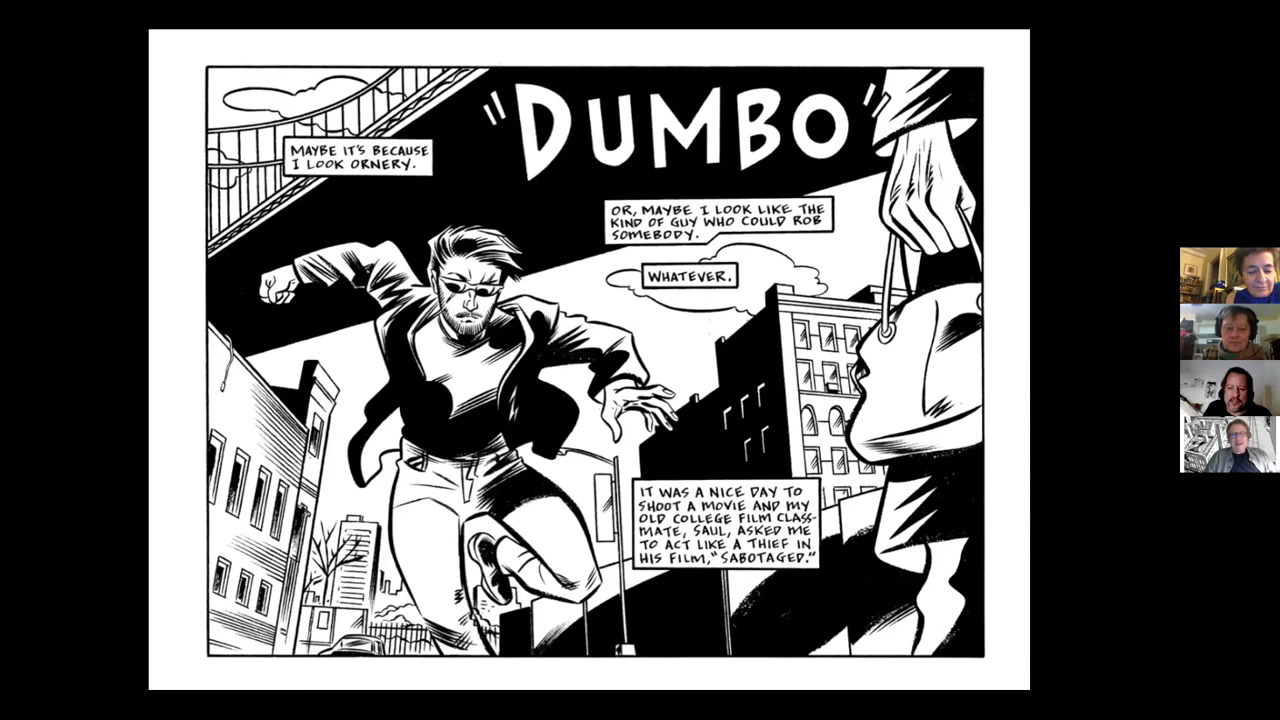 "DUMBO"
MAYBE IT'S BECAUSE
I LOOK ORNERY.
OR, MAYBE I LOOK LIKE THE
KIND OF GUY WHO COULD ROB
SOMEBODY.
WHATEVER.
IT WAS A NICE DAY TO
SHOOT A MOVIE AND MY
OLD COLLEGE FILM CLASS-
MATE, SAUL, ASKED ME
TO ACT LIKE A THIEF IN
HIS FILM, "SABOTAGED."